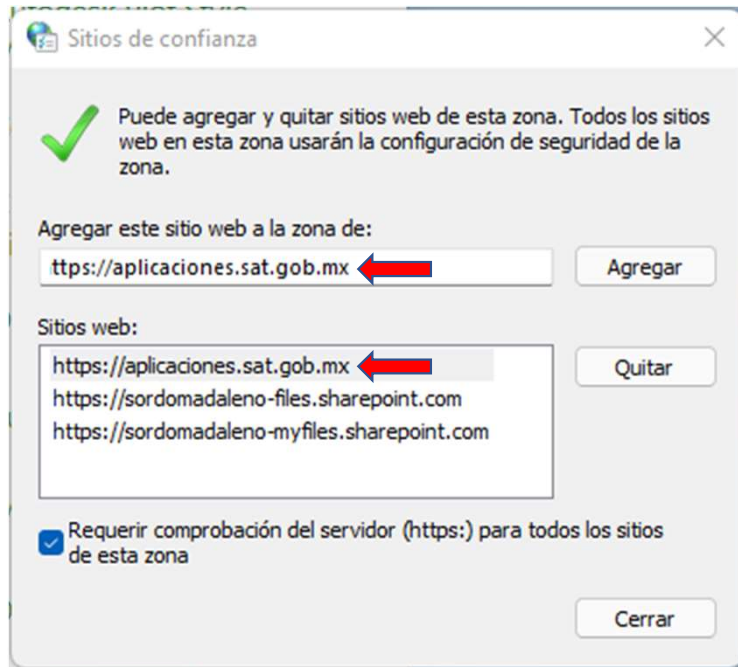 Sitios de confianza
Puede agregar y quitar sitios web de esta zona. Todos los sitios
web en esta zona usarán la configuración de seguridad de la
zona.
Agregar este sitio web a la zona de:
ttps://aplicaciones.sat.gob.mx
Agregar
Sitios web:
https://aplicaciones.sat.gob.mx
Quitar
https://sordomadaleno-files.sharepoint.com
https://sordomadaleno-myfiles.sharepoint.com
Requerir comprobación del servidor (https:) para todos los sitios
de esta zona
Cerrar